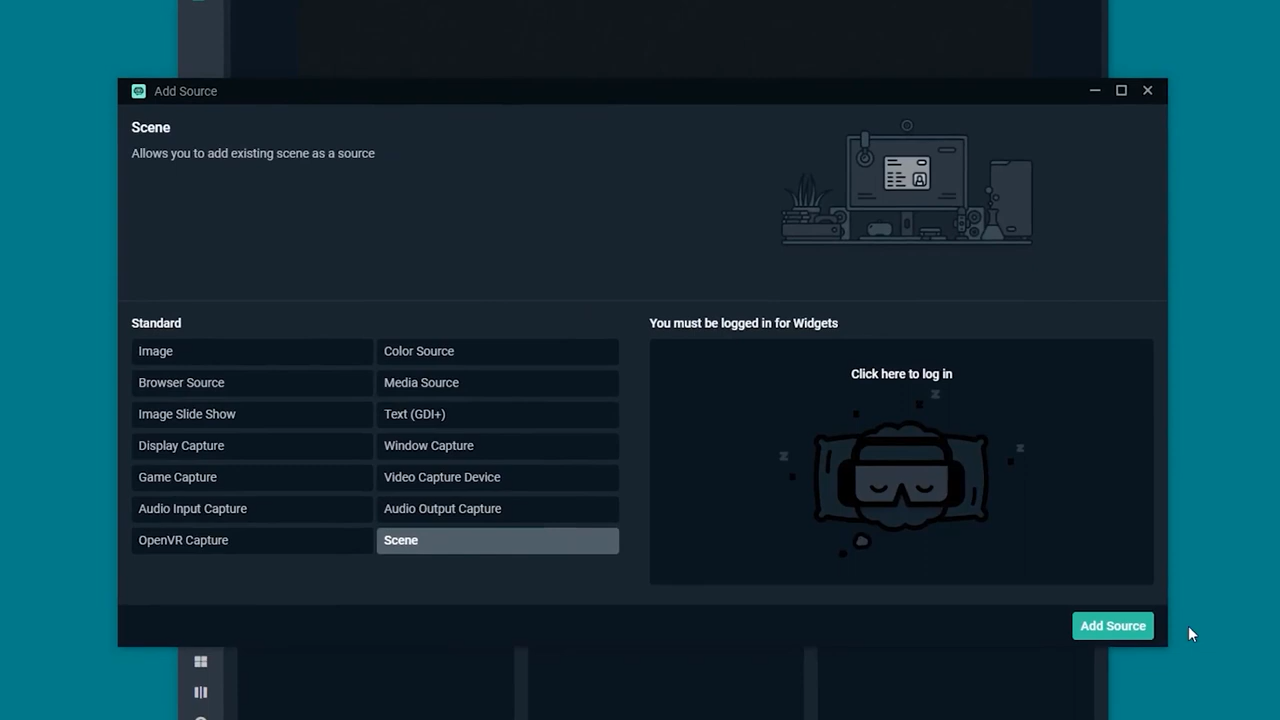 Add Source
Scene
Allows you to add existing scene as a source
Standard
Image
Color Source
Browser Source
Media Source
Image Slide Show
Text (GDI+)
Display Capture
Window Capture
Game Capture
Video Capture Device
Audio Input Capture
Audio Output Capture
OpenVR Capture
Scene
You must be logged in for Widgets
Click here to log in
z
z
z
Add Source